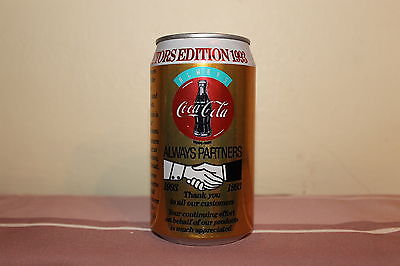 TORS EDITION 1993
ALWAYS
Coca-Cola
ALWAYS PARTNERS
1993 1993
Thank you
to all our customers
Your continuing effort
on behalf of our products
is much appreciated.